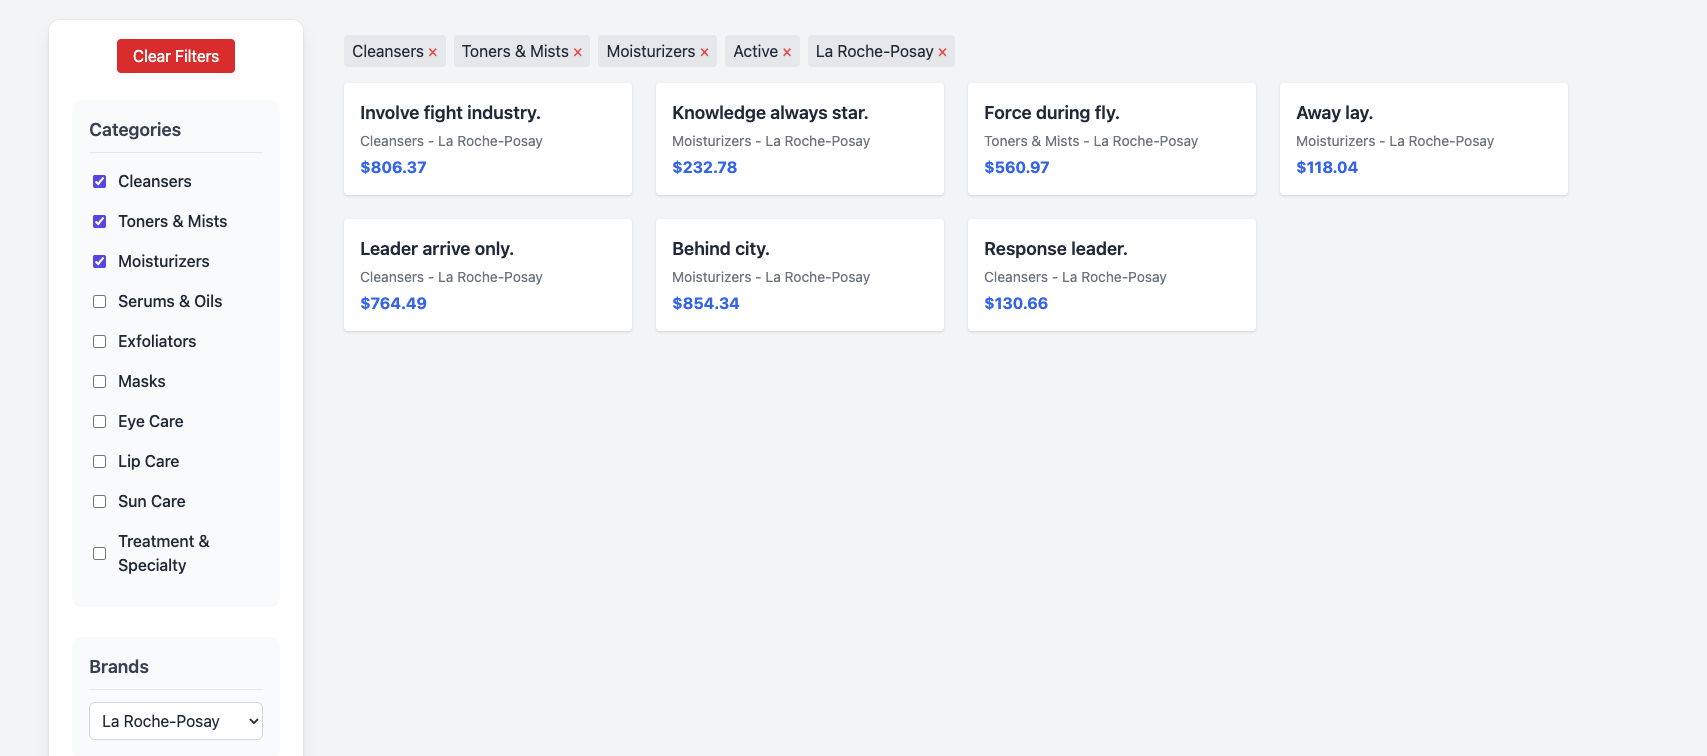 Clear Filters
Categories
Cleansers
Toners & Mists
Moisturizers
Serums & Oils
Exfoliators
Masks
Eye Care
Lip Care
Sun Care
Treatment &
Specialty
Brands
La Roche-Posay
Cleansers × Toners & Mists × Moisturizers × Active × La Roche-Posay ×
Involve fight industry.
Cleansers - La Roche-Posay
$806.37
Knowledge always star.
Moisturizers - La Roche-Posay
$232.78
Force during fly.
Toners & Mists - La Roche-Posay
$560.97
Away lay.
Moisturizers - La Roche-Posay
$118.04
Leader arrive only.
Cleansers - La Roche-Posay
$764.49
Behind city.
Moisturizers - La Roche-Posay
$854.34
Response leader.
Cleansers - La Roche-Posay
$130.66